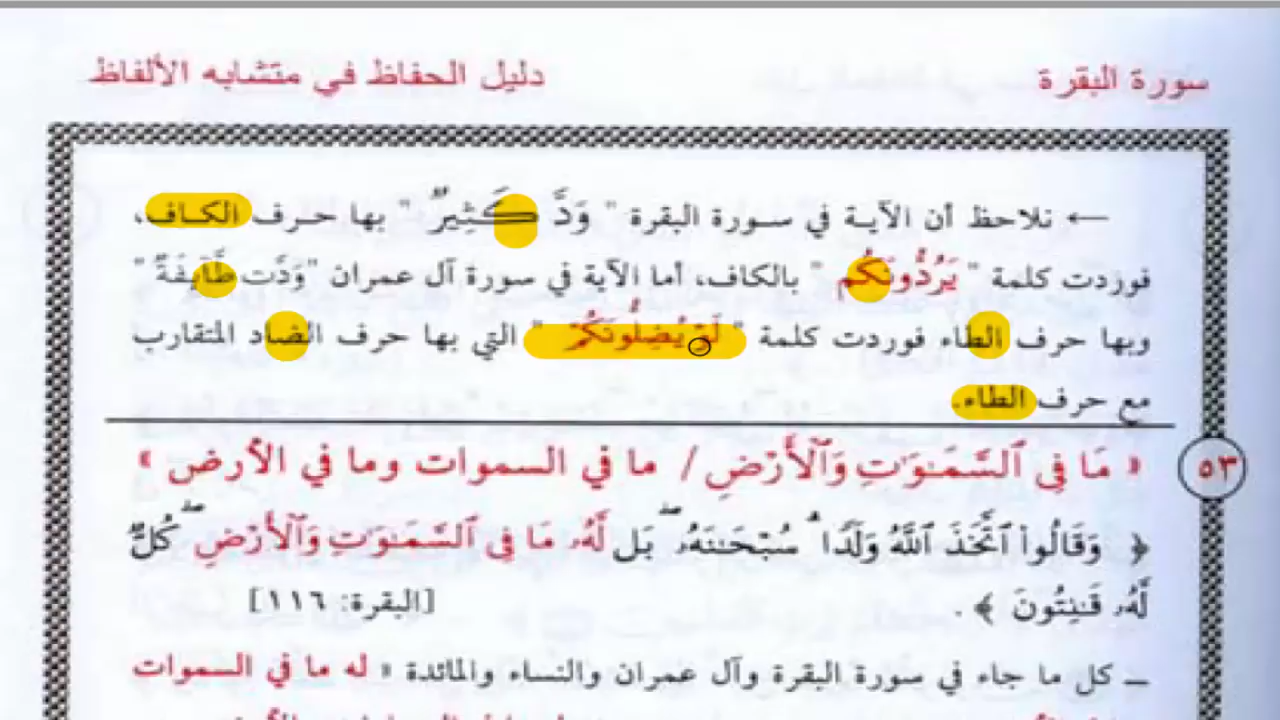 سورة البقرة
دليل الحفاظ في متشابه الألفاظ
← نلاحظ أن الآية في سورة البقرة " وَدَّ كَثِيرٌ " بها حرف الكاف،
فوردت كلمة " يَرُدُّونَكُم " بالكاف، أما الآية في سورة آل عمران "وَدَّت طَّآئِفَةٌ "
وبها حرف الطاء فوردت كلمة " لَوْ يُضِلُّونَكُمْ " التي بها حرف الضاد المتقارب
مع حرف الطاء.
٥٣
« مَا فِى ٱلسَّمَـٰوَٰتِ وَٱلْأَرْضِ / ما في السموات وما في الأرض »
﴿ وَقَالُوا۟ ٱتَّخَذَ ٱللَّهُ وَلَدًا ۗ سُبْحَـٰنَهُۥ ۖ بَل لَّهُۥ مَا فِى ٱلسَّمَـٰوَٰتِ وَٱلْأَرْضِ ۖ كُلٌّ
لَّهُۥ قَـٰنِتُونَ ﴾ .
[البقرة: ١١٦]
ــ كل ما جاء في سورة البقرة وآل عمران والنساء والمائدة « له ما في السموات